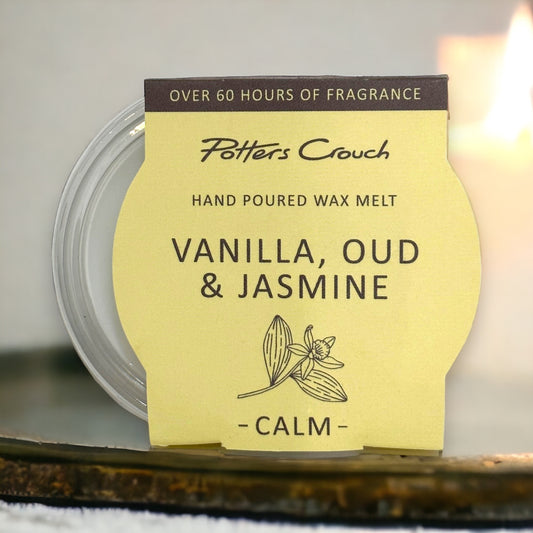 OVER 60 HOURS OF FRAGRANCE
Potters Crouch
HAND POURED WAX MELT
VANILLA, OUD
& JASMINE
- CALM -